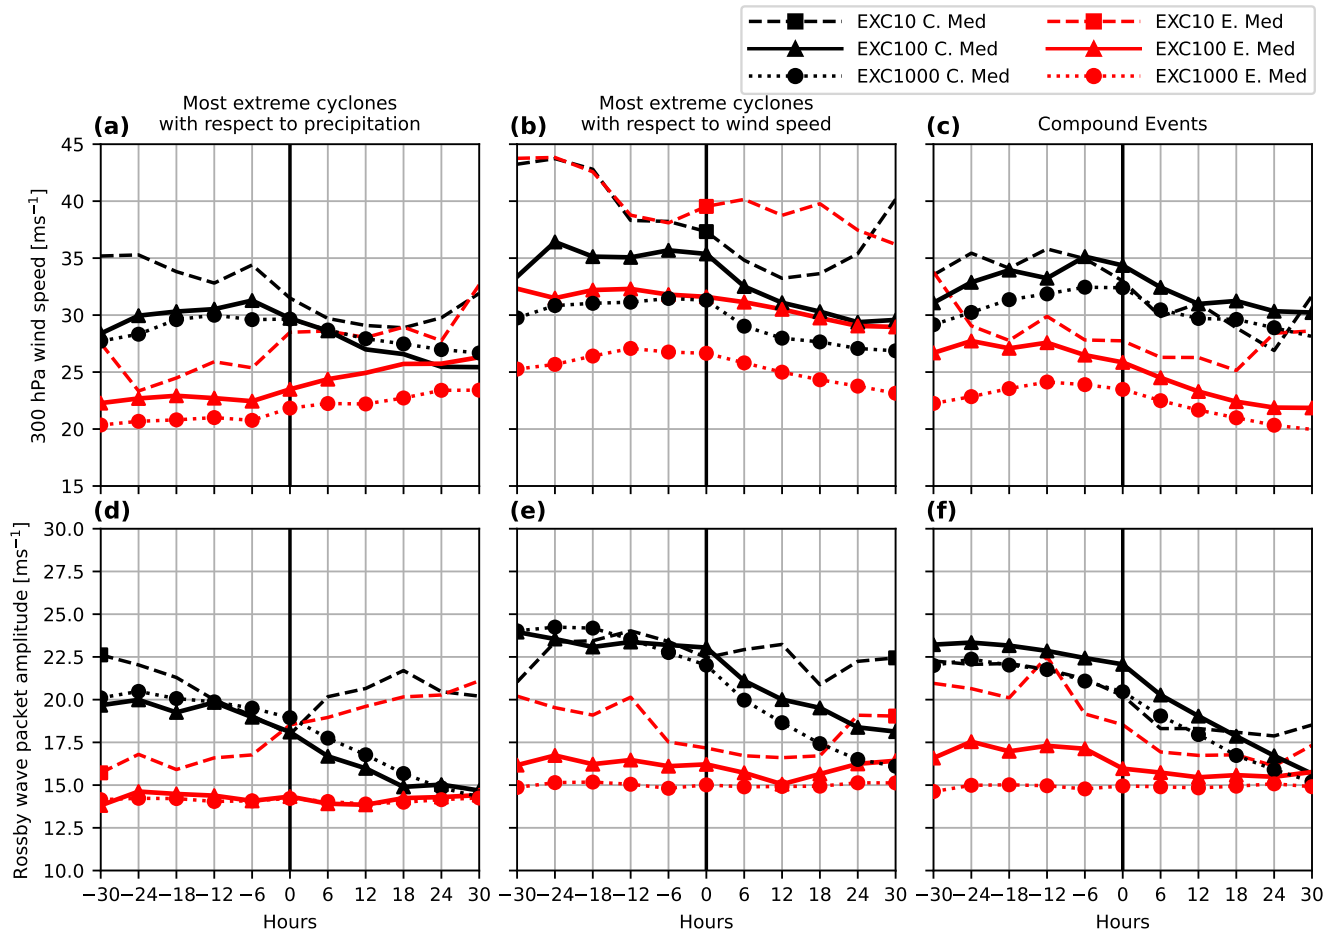 EXC10 C. Med
EXC100 C. Med
EXC1000 C. Med
EXC10 E. Med
EXC100 E. Med
EXC1000 E. Med
(a)
Most extreme cyclones
with respect to precipitation
(b)
Most extreme cyclones
with respect to wind speed
(c)
Compound Events
300 hPa wind speed [ms⁻¹]
45
40
35
30
25
20
15
(d)
(e)
(f)
Rossby wave packet amplitude [ms⁻¹]
30.0
27.5
25.0
22.5
20.0
17.5
15.0
12.5
10.0
−30 −24 −18 −12 −6 0 6 12 18 24 30
Hours
−30 −24 −18 −12 −6 0 6 12 18 24 30
Hours
−30 −24 −18 −12 −6 0 6 12 18 24 30
Hours